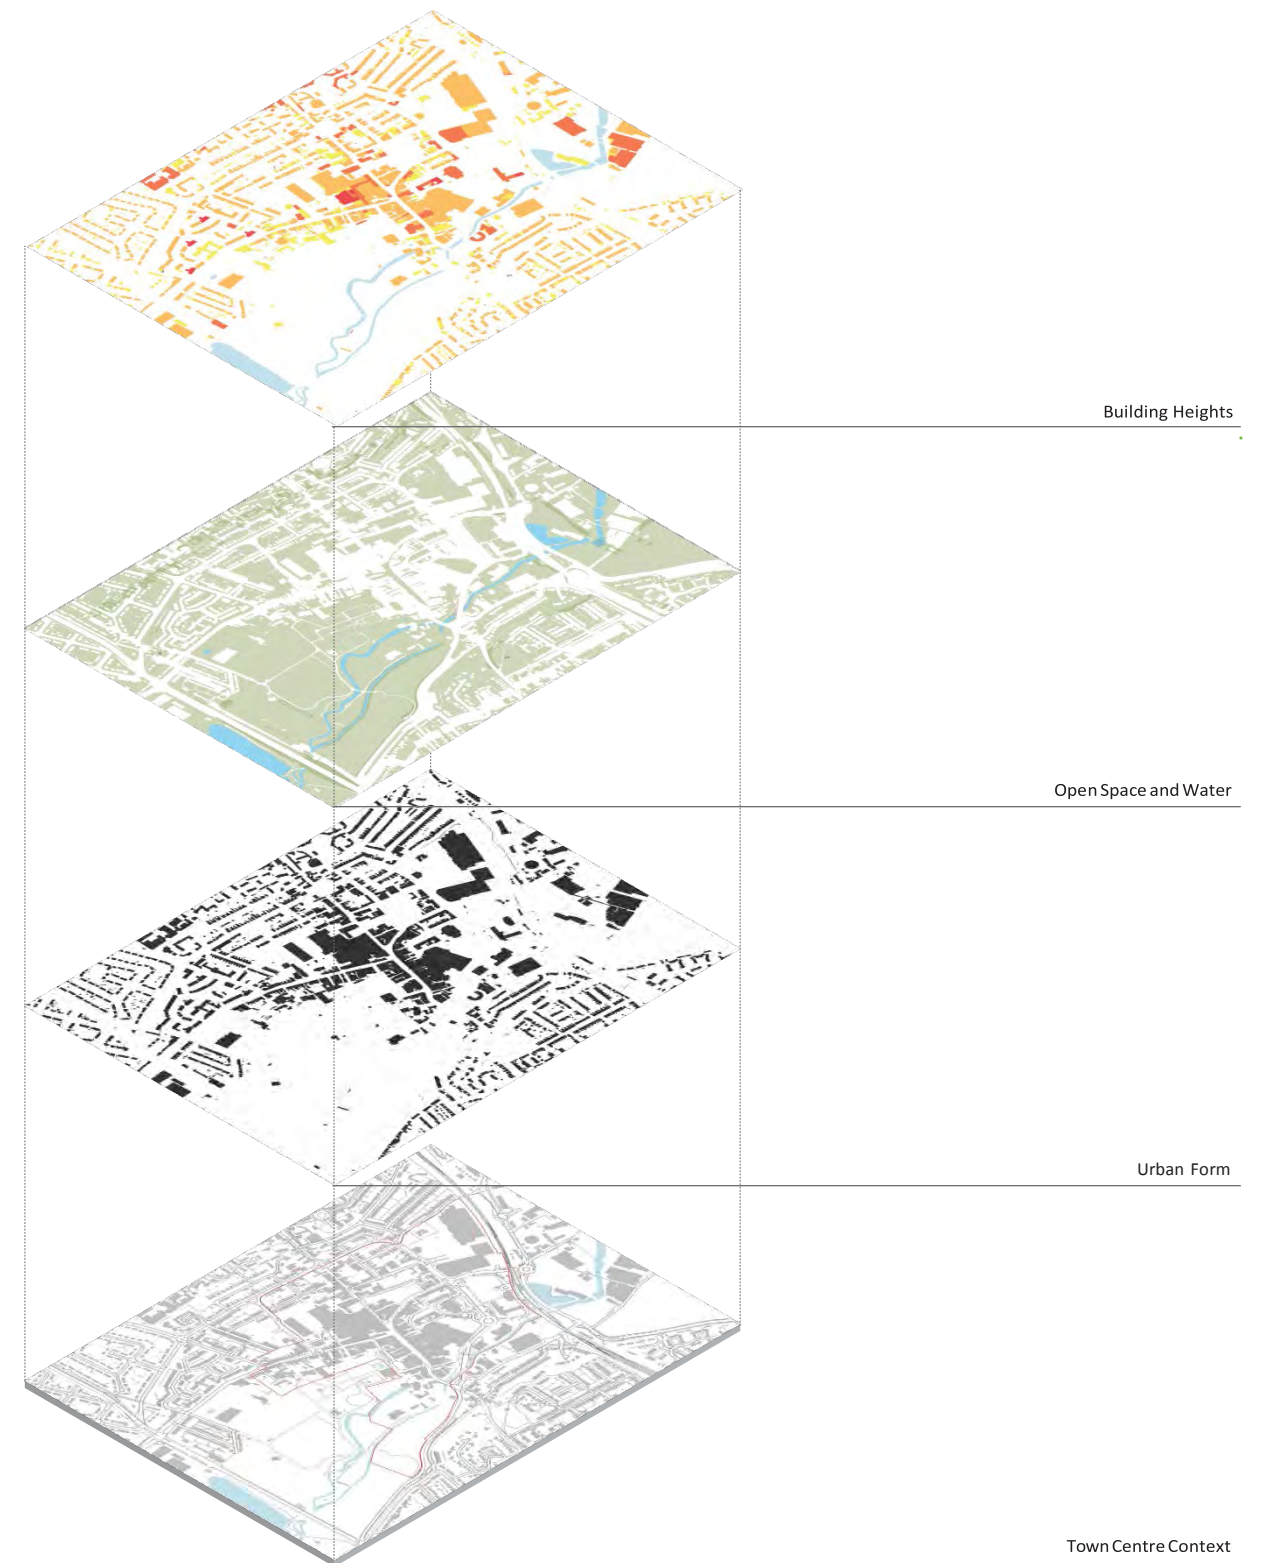 Building Heights
Open Space and Water
Urban Form
Town Centre Context